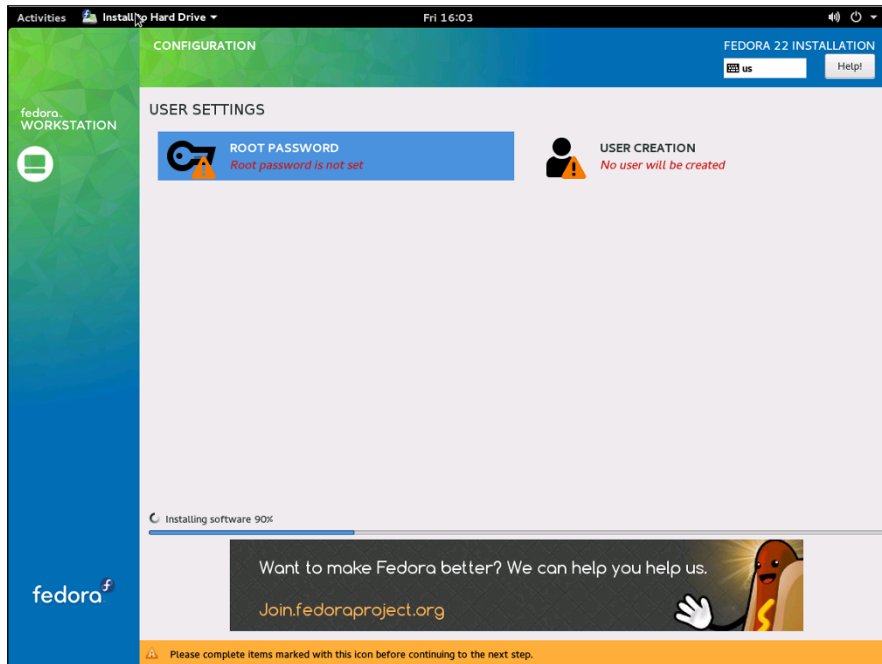 Activities Install to Hard Drive Fri 16:03
CONFIGURATION
FEDORA 22 INSTALLATION
us Help!
fedora
WORKSTATION
USER SETTINGS
ROOT PASSWORD
Root password is not set
USER CREATION
No user will be created
Installing software 90%
Want to make Fedora better? We can help you help us.
Join.fedoraproject.org
fedora
Please complete items marked with this icon before continuing to the next step.